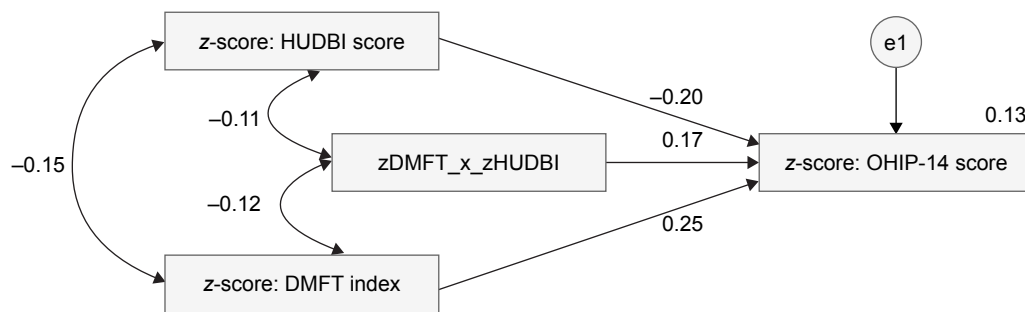 z-score: HUDBI score
e1
–0.20
0.13
–0.11
0.17
–0.15
zDMFT_x_zHUDBI
z-score: OHIP-14 score
–0.12
0.25
z-score: DMFT index